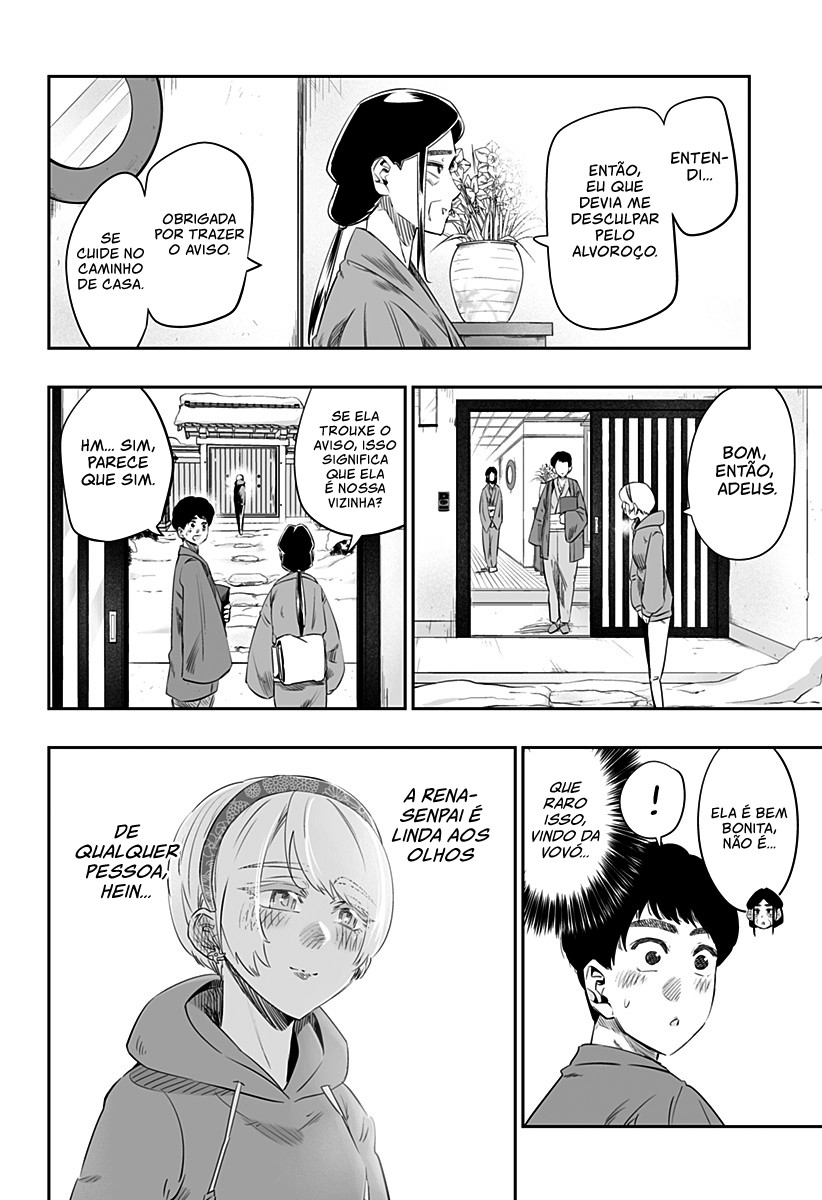 ENTEN-
DI...
ENTÃO,
EU QUE
DEVIA ME
DESCULPAR
PELO
ALVOROÇO.
OBRIGADA
POR TRAZER
O AVISO.
SE
CUIDE NO
CAMINHO
DE CASA.
BOM,
ENTÃO,
ADEUS.
SE ELA
TROUXE O
AVISO, ISSO
SIGNIFICA
QUE ELA
É NOSSA
VIZINHA?
HM... SIM,
PARECE
QUE SIM.
ELA É BEM
BONITA,
NÃO É...
!
QUE
RARO
ISSO,
VINDO DA
VOVÓ...
A RENA-
SENPAI É
LINDA AOS
OLHOS
DE
QUALQUER
PESSOA,
HEIN...